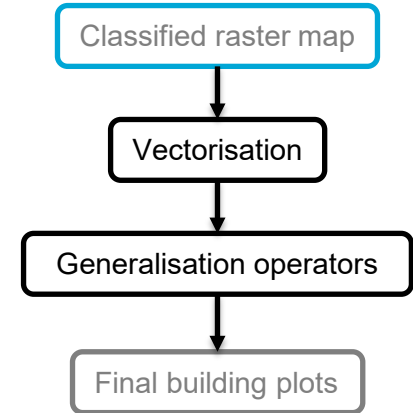 Classified raster map
Vectorisation
Generalisation operators
Final building plots